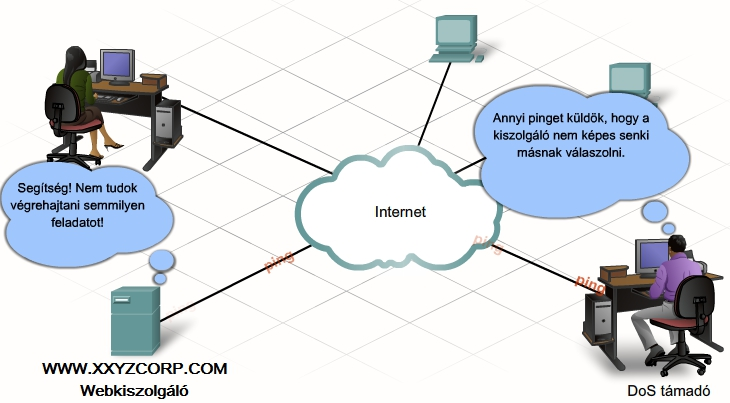 Annyi pinget küldök, hogy a
kiszolgáló nem képes senki
másnak válaszolni.
Segítség! Nem tudok
végrehajtani semmilyen
feladatot!
Internet
ping
ping
ping
WWW.XXYZCORP.COM
Webkiszolgáló
DoS támadó